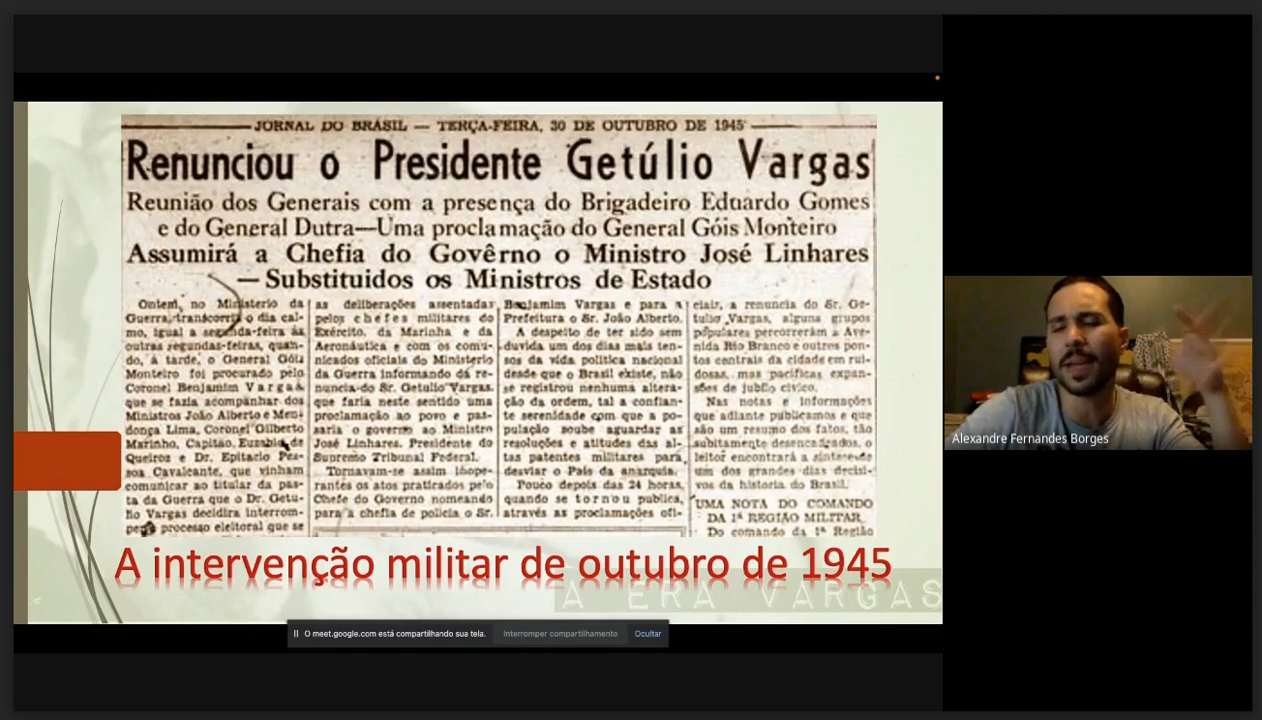 JORNAL DO BRASIL — TERÇA-FEIRA, 30 DE OUTUBRO DE 1945
Renunciou o Presidente Getúlio Vargas
Reunião dos Generais com a presença do Brigadeiro Eduardo Gomes
e do General Dutra—Uma proclamação do General Góis Monteiro
Assumirá a Chefia do Govêrno o Ministro José Linhares
— Substituidos os Ministros de Estado
Ontem, no Ministerio da
Guerra, transcorria o dia cal-
mo, igual a segunda-feira às
outras segundas-feiras, quan-
do, à tarde, o General Góis
Monteiro foi procurado pelo
Coronel Benjamim Vargas
que se fazia acompanhar dos
Ministros João Alberto e Men-
donça Lima, Coronel Gilberto
Marinho, Capitão Euzebio de
Queiros e Dr. Epitacio Pes-
soa Cavalcante, que vinham
comunicar ao titular da pas-
ta da Guerra que o Dr. Getu-
lio Vargas decidira interrom-
processo eleitoral que se
as deliberações assentadas
pelos chefes militares do
Exército, da Marinha e da
Aeronáutica e com os comu-
nicados oficiais do Ministerio
da Guerra informando da re-
nuncia do Sr. Getulio Vargas,
que faria neste sentido uma
proclamação ao povo e pas-
saria o governo ao Ministro
José Linhares, Presidente do
Supremo Tribunal Federal.
Tornavam-se assim inope-
rantes os atos praticados pelo
Chefe do Governo nomeando
para a chefia de policia o Sr.
Benjamim Vargas e para a
Prefeitura o Sr. João Alberto.
A despeito de ter sido sem
duvida um dos dias mais ten-
sos da vida politica nacional
desde que o Brasil existe, não
se registrou nenhuma altera-
ção da ordem, tal a confian-
te serenidade com que a po-
pulação soube aguardar as
resoluções e atitudes das al-
tas patentes militares para
desviar o País da anarquia.
Pouco depois das 24 horas,
quando se tornou publica,
através as proclamações ofi-
ciais, a renuncia do Sr. Ge-
tulio Vargas, alguns grupos
populares percorreram a Ave-
nida Rio Branco e outros pon-
tos centrais da cidade em rui-
dosas, mas pacificas expan-
sões de jubilo civico.
Nas notas e informações
que adiante publicamos e que
são um resumo dos fatos, tão
subitamente desencadeados, o
leitor encontrará a sintese de
um dos grandes dias decisi-
vos da historia do Brasil.
UMA NOTA DO COMANDO
DA 1ª REGIÃO MILITAR
Do comando da 1ª Região
A intervenção militar de outubro de 1945
A ERA VARGAS
O meet.google.com está compartilhando sua tela. Interromper compartilhamento Ocultar
Alexandre Fernandes Borges